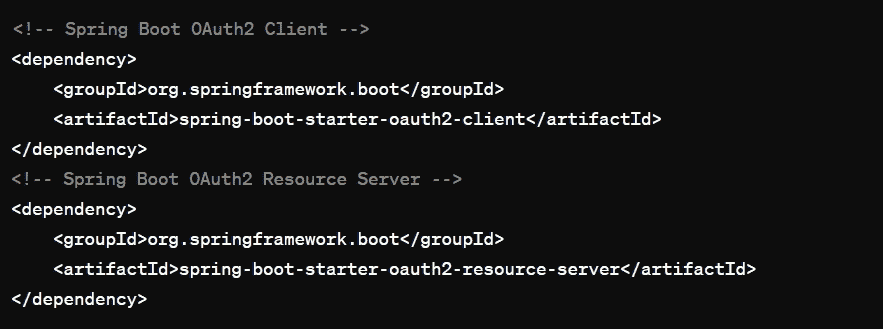 <!-- Spring Boot OAuth2 Client -->
<dependency>
    <groupId>org.springframework.boot</groupId>
    <artifactId>spring-boot-starter-oauth2-client</artifactId>
</dependency>
<!-- Spring Boot OAuth2 Resource Server -->
<dependency>
    <groupId>org.springframework.boot</groupId>
    <artifactId>spring-boot-starter-oauth2-resource-server</artifactId>
</dependency>